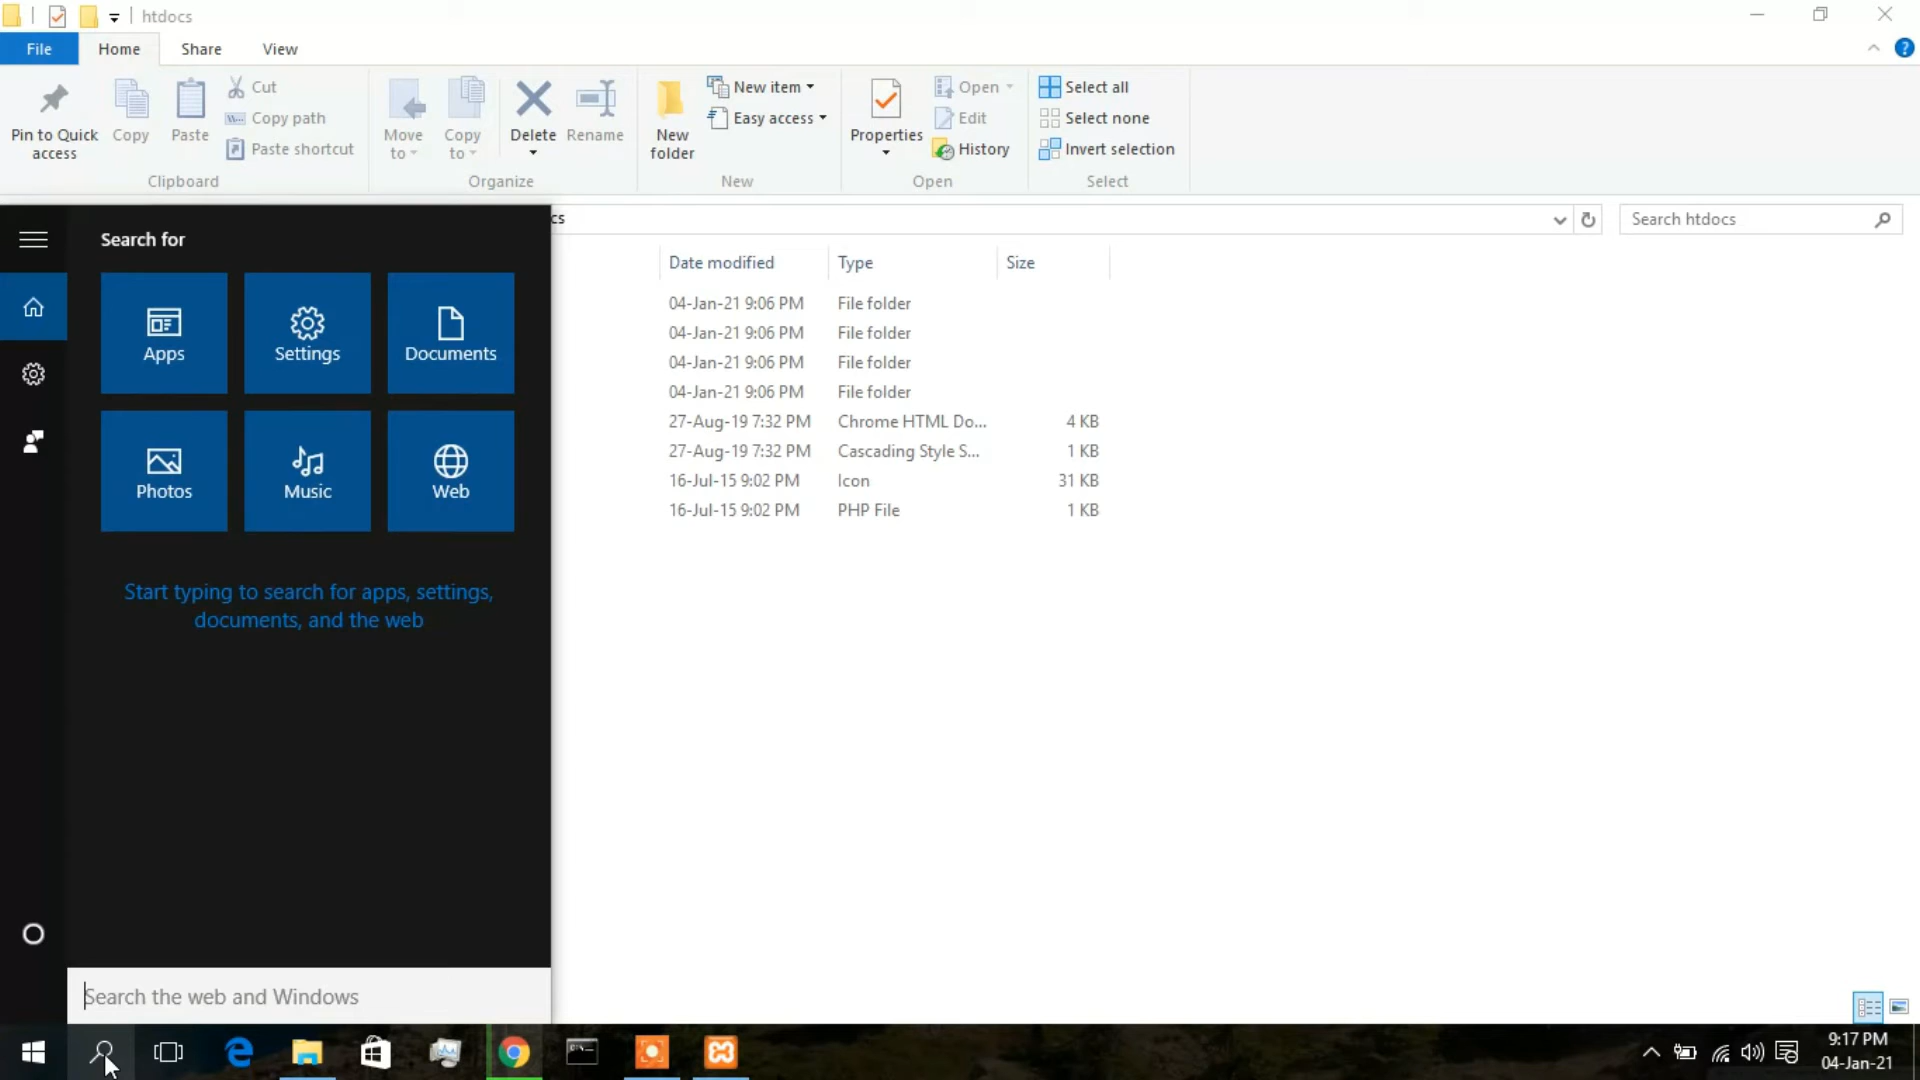 htdocs
File
Home
Share
View
Pin to Quick
access
Copy
Paste
Cut
Copy path
Paste shortcut
Clipboard
Move
to
Copy
to
Delete
Rename
Organize
New
folder
New item
Easy access
New
Properties
Open
Edit
History
Open
Select all
Select none
Invert selection
Select
cs
Search htdocs
Search for
Apps
Settings
Documents
Photos
Music
Web
Start typing to search for apps, settings,
documents, and the web
Search the web and Windows
Date modified Type Size
04-Jan-21 9:06 PM File folder
04-Jan-21 9:06 PM File folder
04-Jan-21 9:06 PM File folder
04-Jan-21 9:06 PM File folder
27-Aug-19 7:32 PM Chrome HTML Do... 4 KB
27-Aug-19 7:32 PM Cascading Style S... 1 KB
16-Jul-15 9:02 PM Icon 31 KB
16-Jul-15 9:02 PM PHP File 1 KB
9:17 PM
04-Jan-21